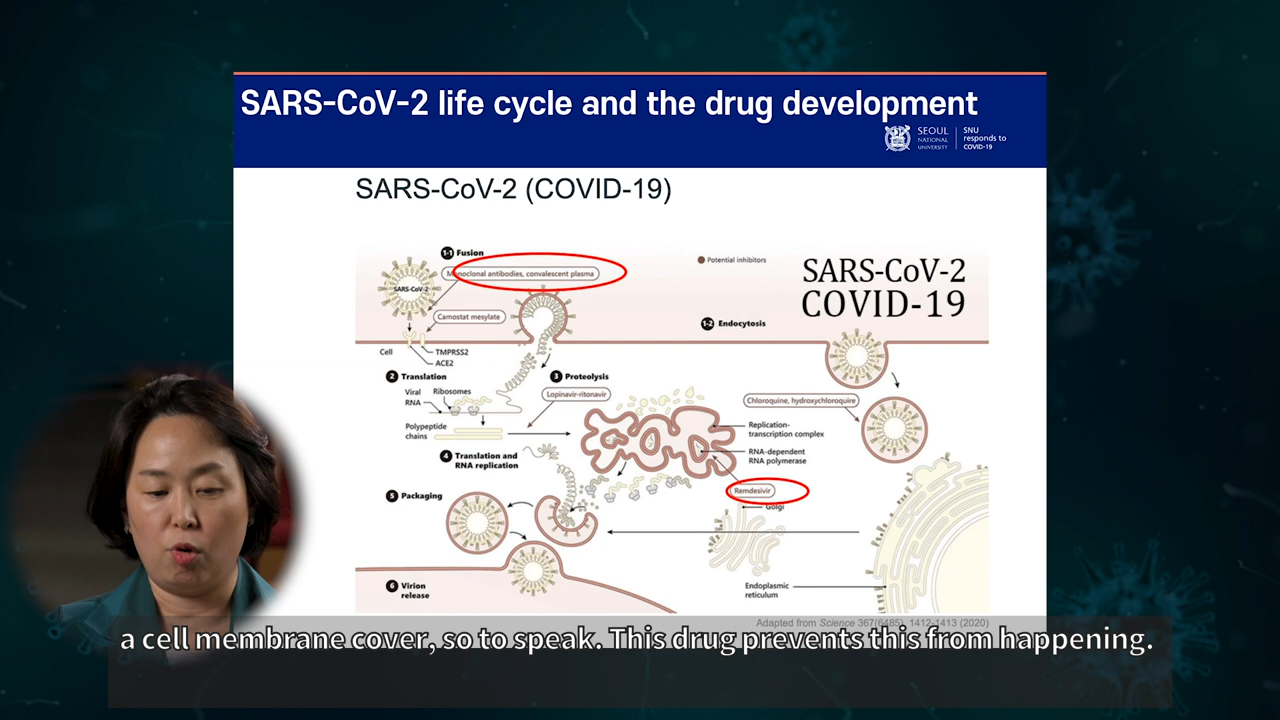 SARS-CoV-2 life cycle and the drug development
SEOUL
NATIONAL
UNIVERSITY
SNU
responds to
COVID-19
SARS-CoV-2 (COVID-19)
1-1 Fusion
Monoclonal antibodies, convalescent plasma
Potential inhibitors
SARS-CoV-2
COVID-19
SARS-CoV-2
Camostat mesylate
1-2 Endocytosis
Cell
TMPRSS2
ACE2
2 Translation
3 Proteolysis
Viral
RNA
Ribosomes
Lopinavir-ritonavir
Chloroquine, hydroxychloroquire
Polypeptide
chains
Replication-
transcription complex
RNA-dependent
RNA polymerase
4 Translation and
RNA replication
5 Packaging
Remdesivir
Golgi
6 Virion
release
Endoplasmic
reticulum
Adapted from Science 367(6485), 1412-1413 (2020)
a cell membrane cover, so to speak. This drug prevents this from happening.